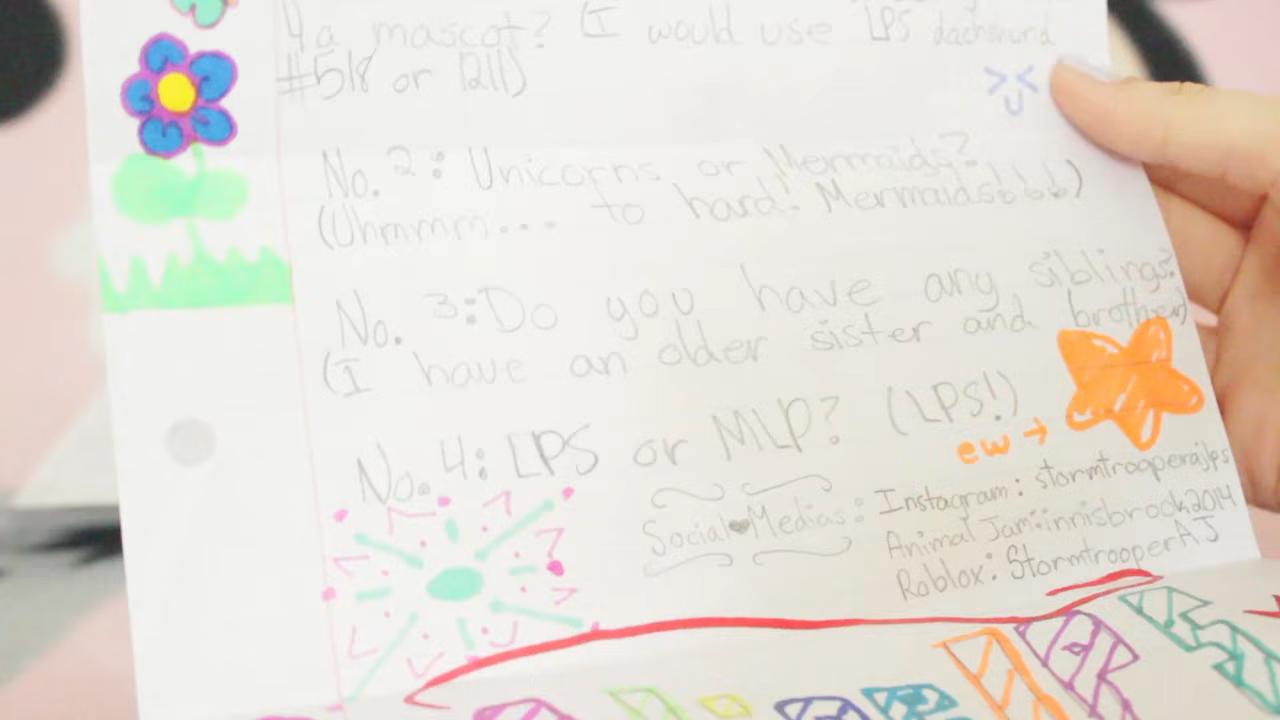 4 a mascot? (I would use LPS dachshund
#518 or 1211)
No. 2: Unicorns or Mermaids?
(Uhmmm... to hard! Mermaids!!!)
No. 3: Do you have any siblings?
(I have an older sister and brother)
No. 4: LPS or MLP? (LPS!)
ew →
Social Medias: Instagram: stormtrooperajlps
Animal Jam: innisbrook2014
Roblox: StormtrooperAJ